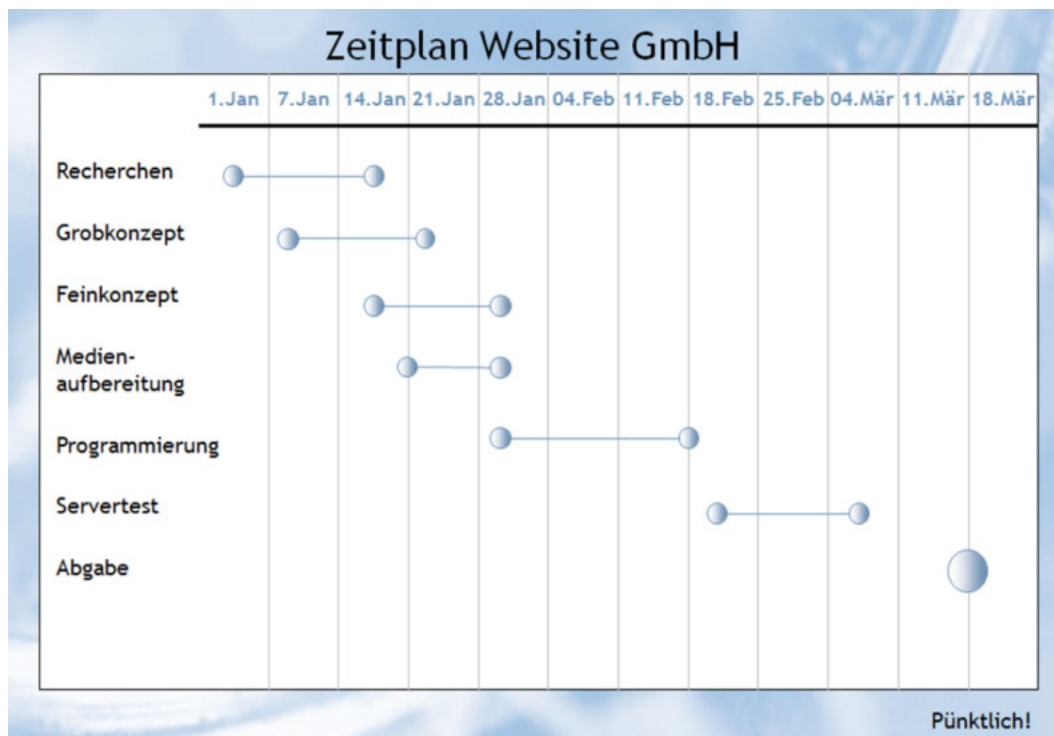 Zeitplan Website GmbH
1.Jan 7.Jan 14.Jan 21.Jan 28.Jan 04.Feb 11.Feb 18.Feb 25.Feb 04.Mär 11.Mär 18.Mär
Recherchen
Grobkonzept
Feinkonzept
Medien-
aufbereitung
Programmierung
Servertest
Abgabe
Pünktlich!